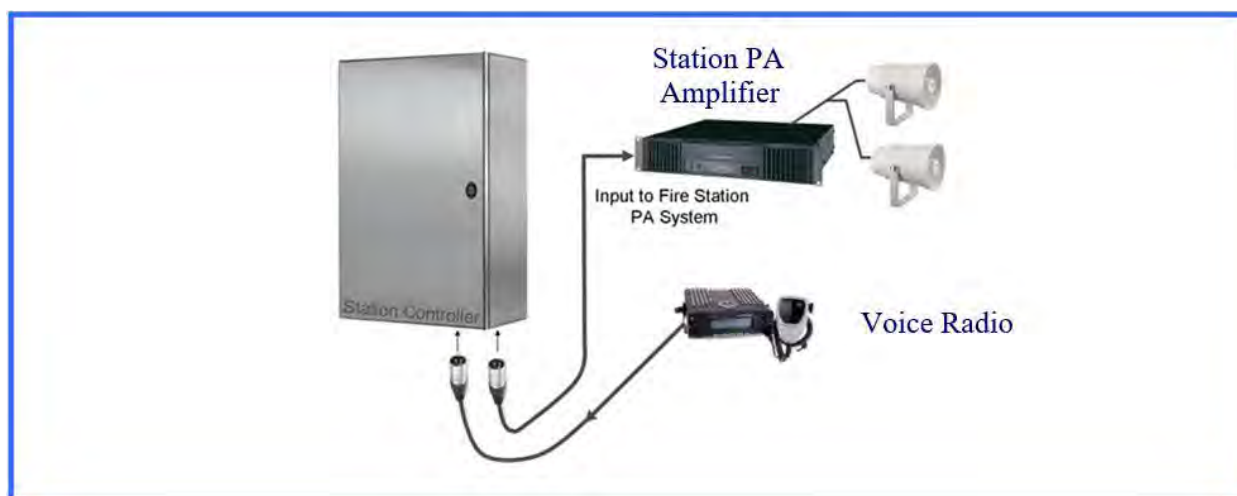 Station PA
Amplifier
Input to Fire Station
PA System
Station Controller
Voice Radio